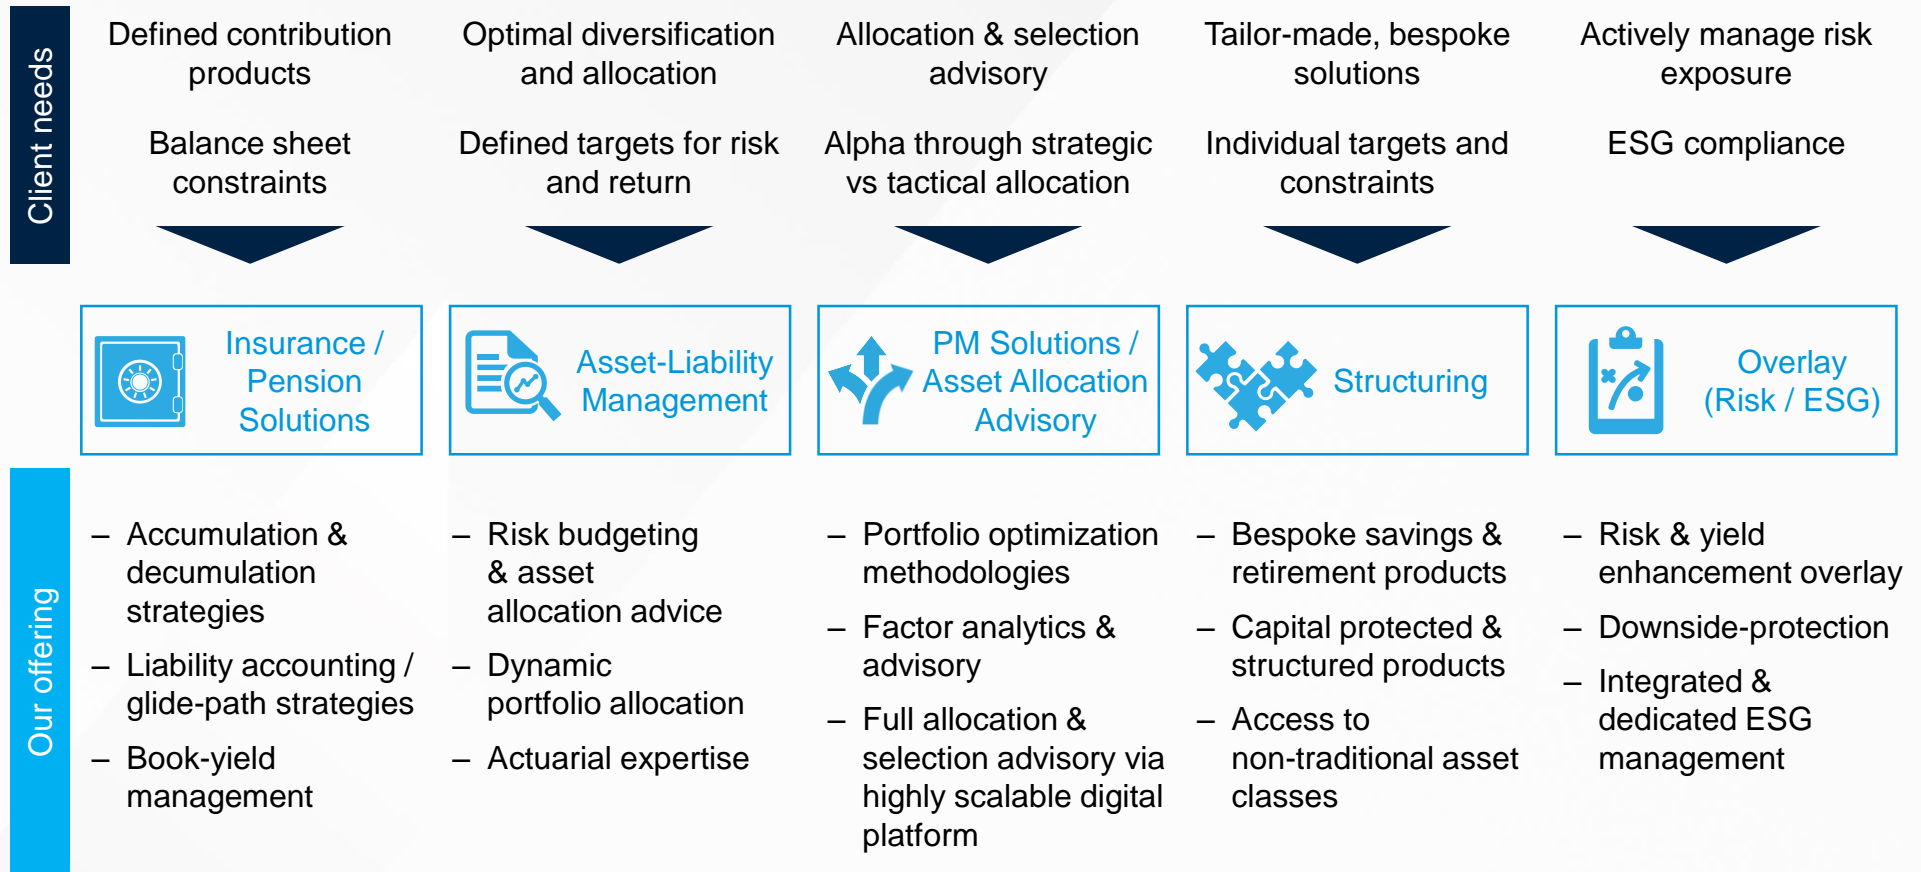 Client needs
Defined contribution
products
Balance sheet
constraints
Optimal diversification
and allocation
Defined targets for risk
and return
Allocation & selection
advisory
Alpha through strategic
vs tactical allocation
Tailor-made, bespoke
solutions
Individual targets and
constraints
Actively manage risk
exposure
ESG compliance
Insurance /
Pension
Solutions
Asset-Liability
Management
PM Solutions /
Asset Allocation
Advisory
Structuring
Overlay
(Risk / ESG)
Our offering
– Accumulation &
decumulation
strategies
– Liability accounting /
glide-path strategies
– Book-yield
management
– Risk budgeting
& asset
allocation advice
– Dynamic
portfolio allocation
– Actuarial expertise
– Portfolio optimization
methodologies
– Factor analytics &
advisory
– Full allocation &
selection advisory via
highly scalable digital
platform
– Bespoke savings &
retirement products
– Capital protected &
structured products
– Access to
non-traditional asset
classes
– Risk & yield
enhancement overlay
– Downside-protection
– Integrated &
dedicated ESG
management